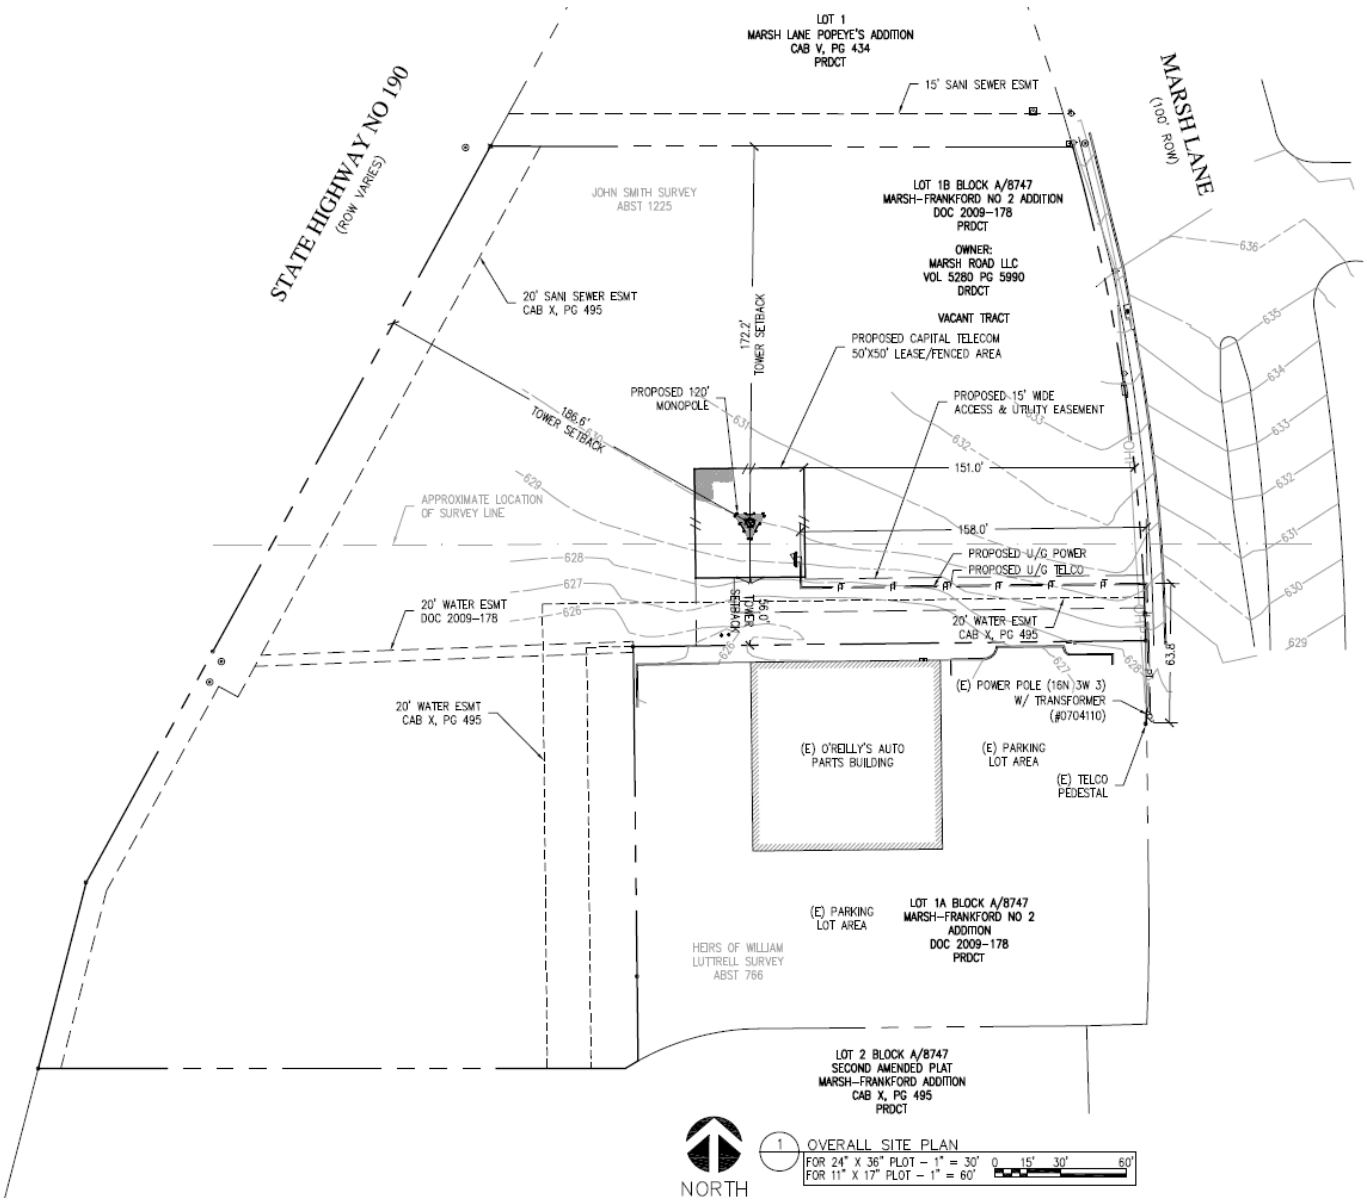 LOT 1
MARSH LANE POPEYE'S ADDITION
CAB V, PG 434
PRDCT
15' SANI SEWER ESMT
MARSH LANE
(100' ROW)
STATE HIGHWAY NO 190
(ROW VARIES)
JOHN SMITH SURVEY
ABST 1225
LOT 1B BLOCK A/8747
MARSH-FRANKFORD NO 2 ADDITION
DOC 2009-178
PRDCT
OWNER:
MARSH ROAD LLC
VOL 5280 PG 5990
DRDCT
VACANT TRACT
636
635
634
633
632
631
630
629
20' SANI SEWER ESMT
CAB X, PG 495
172.2'
TOWER SETBACK
PROPOSED CAPITAL TELECOM
50'X50' LEASE/FENCED AREA
PROPOSED 120'
MONOPOLE
PROPOSED 15' WIDE
ACCESS & UTILITY EASEMENT
186.6'
TOWER SETBACK
630
631
632
633
OHP
151.0'
629
APPROXIMATE LOCATION
OF SURVEY LINE
158.0'
PROPOSED U/G POWER
PROPOSED U/G TELCO
628
627
626
20' WATER ESMT
DOC 2009-178
56.0'
TOWER
SETBACK
20' WATER ESMT
CAB X, PG 495
OHP
63.8'
626
627
628
20' WATER ESMT
CAB X, PG 495
(E) POWER POLE (16N 3W 3)
W/ TRANSFORMER
(#0704110)
(E) O'REILLY'S AUTO
PARTS BUILDING
(E) PARKING
LOT AREA
(E) TELCO
PEDESTAL
(E) PARKING
LOT AREA
LOT 1A BLOCK A/8747
MARSH-FRANKFORD NO 2
ADDITION
DOC 2009-178
PRDCT
HEIRS OF WILLIAM
LUTTRELL SURVEY
ABST 766
LOT 2 BLOCK A/8747
SECOND AMENDED PLAT
MARSH-FRANKFORD ADDITION
CAB X, PG 495
PRDCT
NORTH
1 OVERALL SITE PLAN
FOR 24" X 36" PLOT - 1" = 30'
FOR 11" X 17" PLOT - 1" = 60'
0 15' 30' 60'